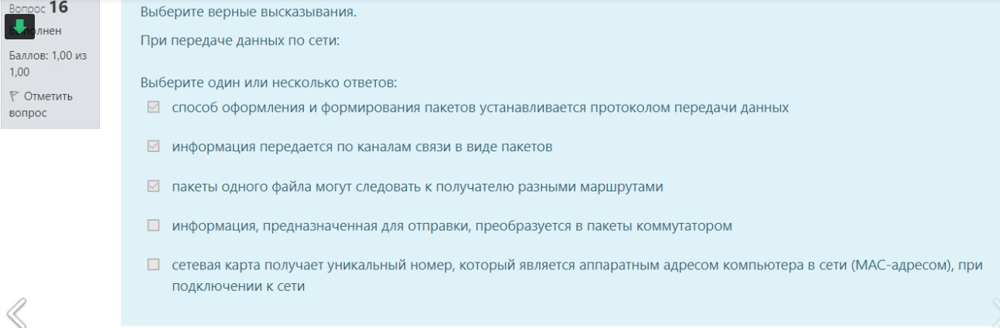 Вопрос 16
Выполнен
Баллов: 1,00 из
1,00
Отметить
вопрос
Выберите верные высказывания.
При передаче данных по сети:
Выберите один или несколько ответов:
способ оформления и формирования пакетов устанавливается протоколом передачи данных
информация передается по каналам связи в виде пакетов
пакеты одного файла могут следовать к получателю разными маршрутами
информация, предназначенная для отправки, преобразуется в пакеты коммутатором
сетевая карта получает уникальный номер, который является аппаратным адресом компьютера в сети (MAC-адресом), при
подключении к сети